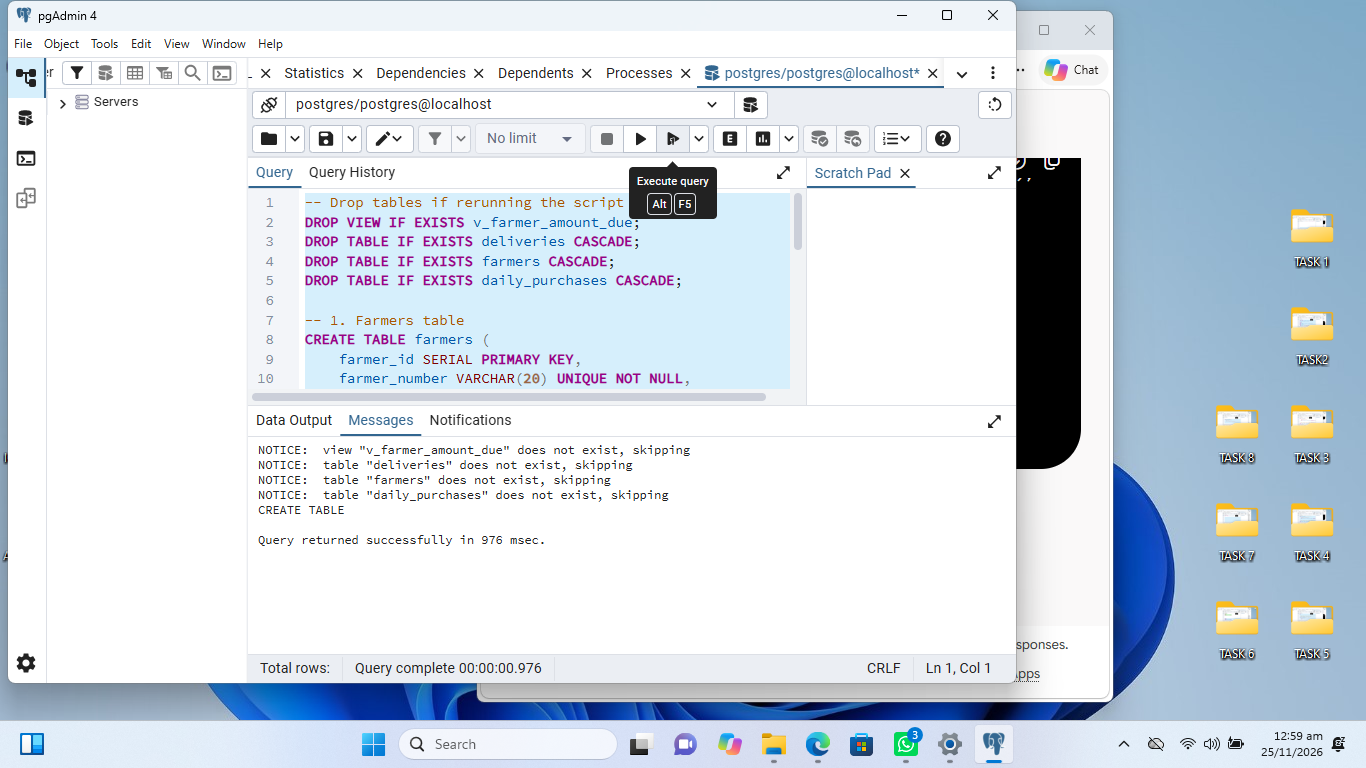 pgAdmin 4
File Object Tools Edit View Window Help
er
Statistics Dependencies Dependents Processes postgres/postgres@localhost*
Chat
Servers
postgres/postgres@localhost
No limit
E
Query Query History
Scratch Pad
Execute query
Alt F5
1 -- Drop tables if rerunning the script
2 DROP VIEW IF EXISTS v_farmer_amount_due;
3 DROP TABLE IF EXISTS deliveries CASCADE;
4 DROP TABLE IF EXISTS farmers CASCADE;
5 DROP TABLE IF EXISTS daily_purchases CASCADE;
6
7 -- 1. Farmers table
8 CREATE TABLE farmers (
9 farmer_id SERIAL PRIMARY KEY,
10 farmer_number VARCHAR(20) UNIQUE NOT NULL,
Data Output Messages Notifications
NOTICE:  view "v_farmer_amount_due" does not exist, skipping
NOTICE:  table "deliveries" does not exist, skipping
NOTICE:  table "farmers" does not exist, skipping
NOTICE:  table "daily_purchases" does not exist, skipping
CREATE TABLE
Query returned successfully in 976 msec.
Total rows: Query complete 00:00:00.976 CRLF Ln 1, Col 1
sponses.
TASK 1
TASK2
TASK 8 TASK 3
TASK 7 TASK 4
TASK 6 TASK 5
Search
3
12:59 am
25/11/2026